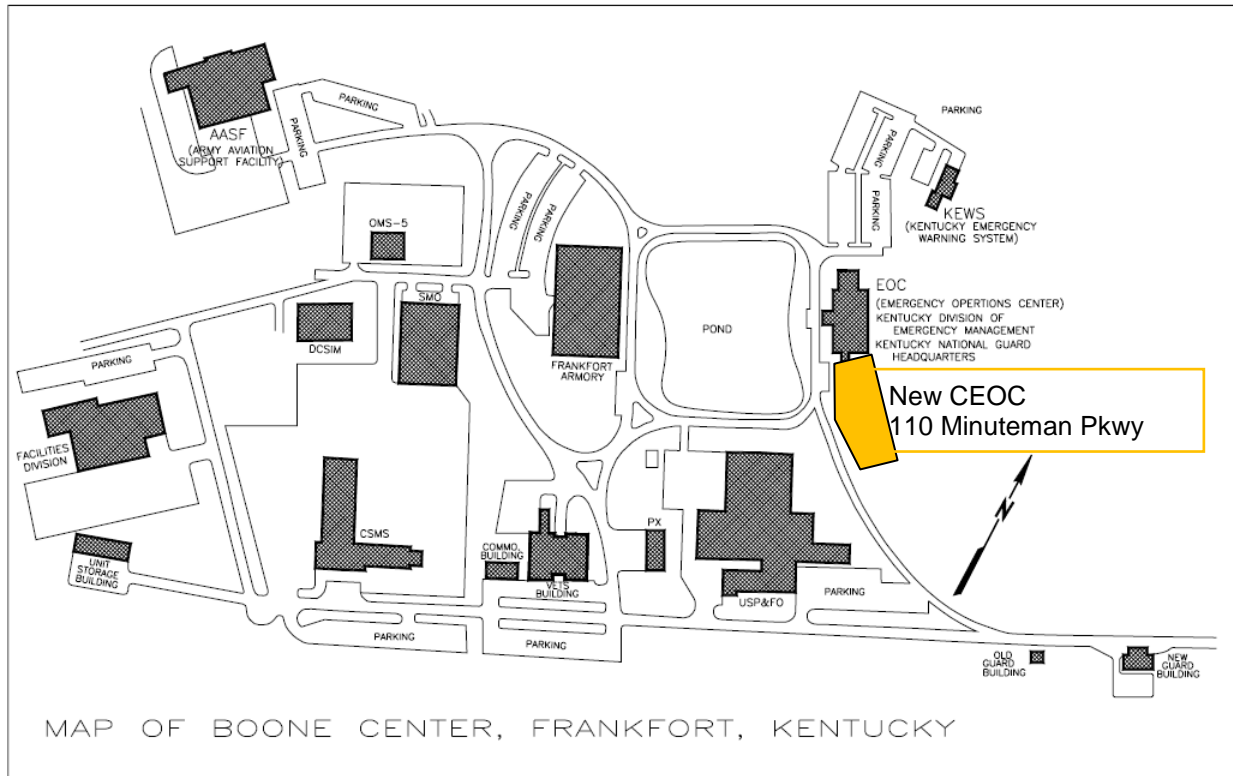 PARKING
PARKING
AASF
(ARMY AVIATION
SUPPORT FACILITY)
PARKING
PARKING
PARKING
PARKING
PARKING
KEWS
(KENTUCKY EMERGENCY
WARNING SYSTEM)
OMS-5
SMO
DCSIM
FRANKFORT
ARMORY
POND
EOC
(EMERGENCY OPERTIONS CENTER)
KENTUCKY DIVISION OF
EMERGENCY MANAGEMENT
KENTUCKY NATIONAL GUARD
HEADQUARTERS
New CEOC
110 Minuteman Pkwy
PARKING
FACILITIES
DIVISION
N
CSMS
COMMO.
BUILDING
VETS
BUILDING
PX
USP&FO
PARKING
UNIT
STORAGE
BUILDING
PARKING
PARKING
OLD
GUARD
BUILDING
NEW
GUARD
BUILDING
MAP OF BOONE CENTER, FRANKFORT, KENTUCKY